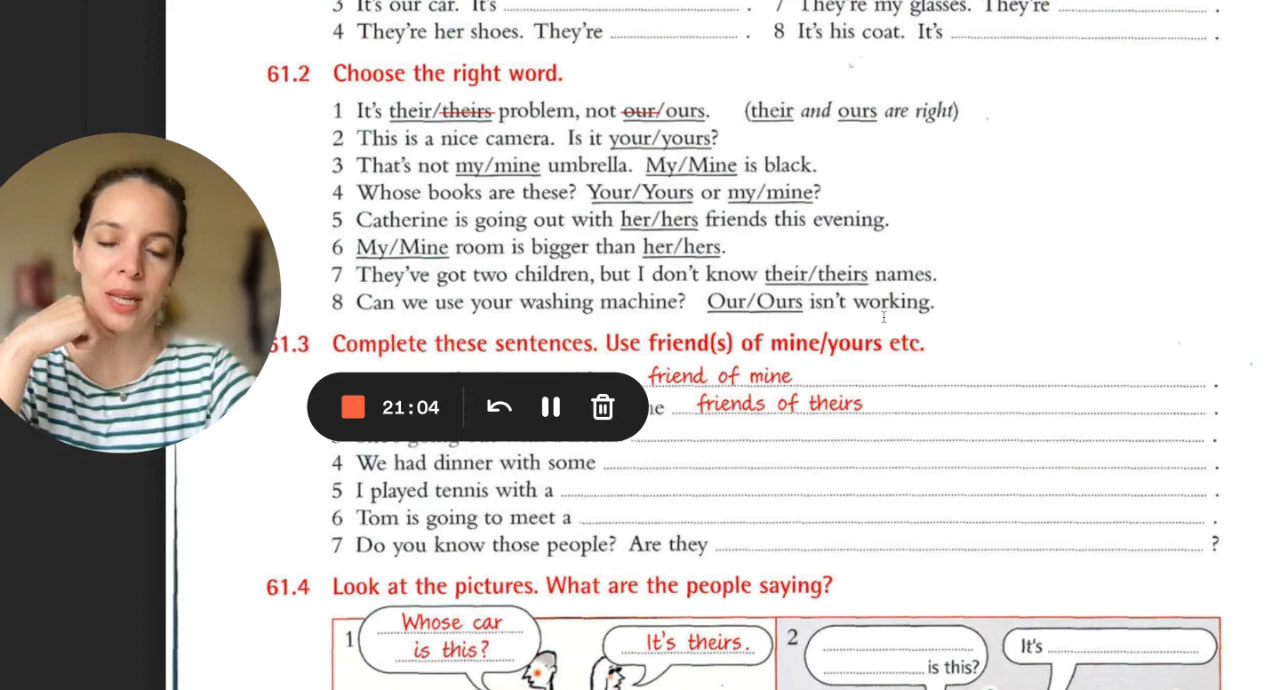 3 It's our car. It's .
7 They're my glasses. They're .
4 They're her shoes. They're .
8 It's his coat. It's .
61.2 Choose the right word.
1 It's their/theirs problem, not our/ours. (their and ours are right)
2 This is a nice camera. Is it your/yours?
3 That's not my/mine umbrella. My/Mine is black.
4 Whose books are these? Your/Yours or my/mine?
5 Catherine is going out with her/hers friends this evening.
6 My/Mine room is bigger than her/hers.
7 They've got two children, but I don't know their/theirs names.
8 Can we use your washing machine? Our/Ours isn't working.
61.3 Complete these sentences. Use friend(s) of mine/yours etc.
friend of mine .
friends of theirs .
21:04
4 We had dinner with some .
5 I played tennis with a .
6 Tom is going to meet a .
7 Do you know those people? Are they ?
61.4 Look at the pictures. What are the people saying?
1 Whose car
is this?
It's theirs.
2
is this?
It's